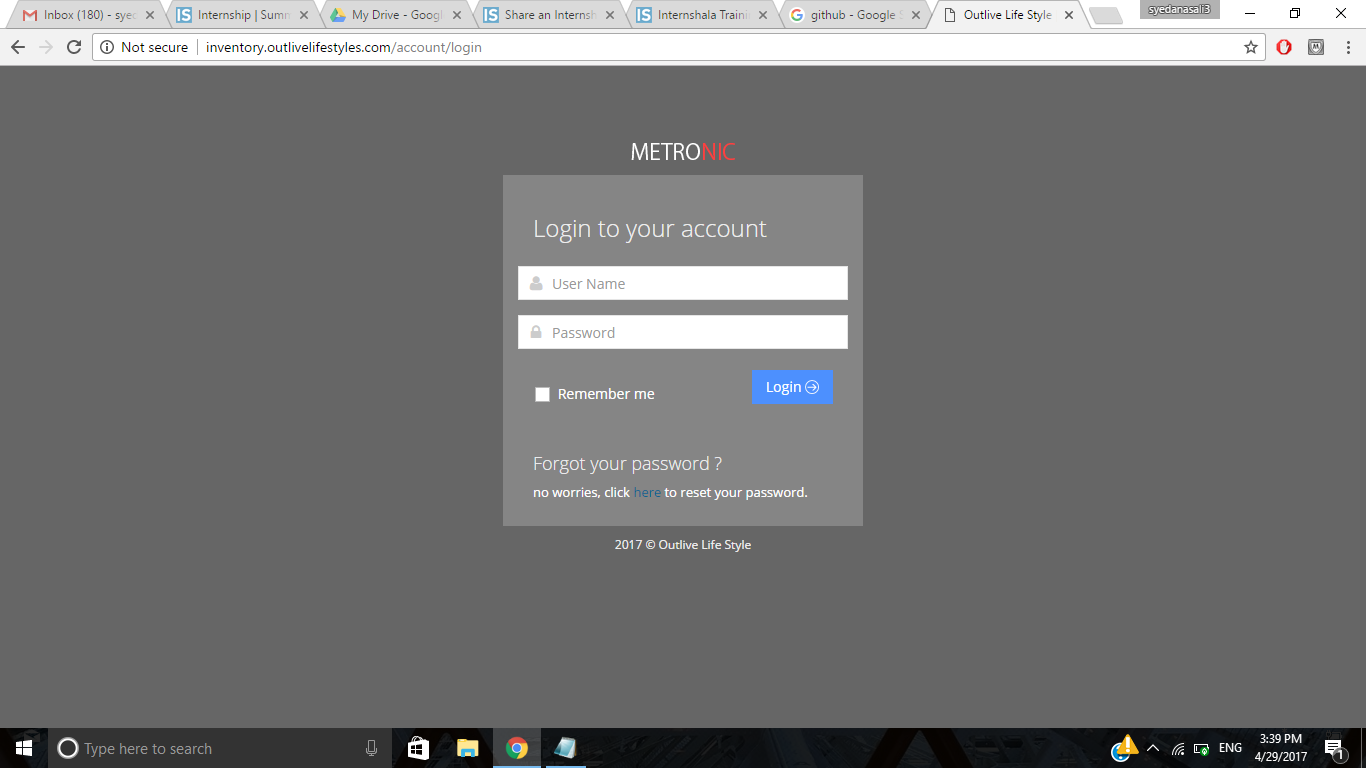 syedanasali3
Inbox (180) - syed
Internship | Summ
My Drive - Googl
Share an Internsh
Internshala Traini
github - Google S
Outlive Life Style
Not secure
inventory.outlivelifestyles.com/account/login
METRONIC
Login to your account
User Name
Password
Remember me
Login
Forgot your password ?
no worries, click here to reset your password.
2017 © Outlive Life Style
Type here to search
ENG
3:39 PM
4/29/2017
1